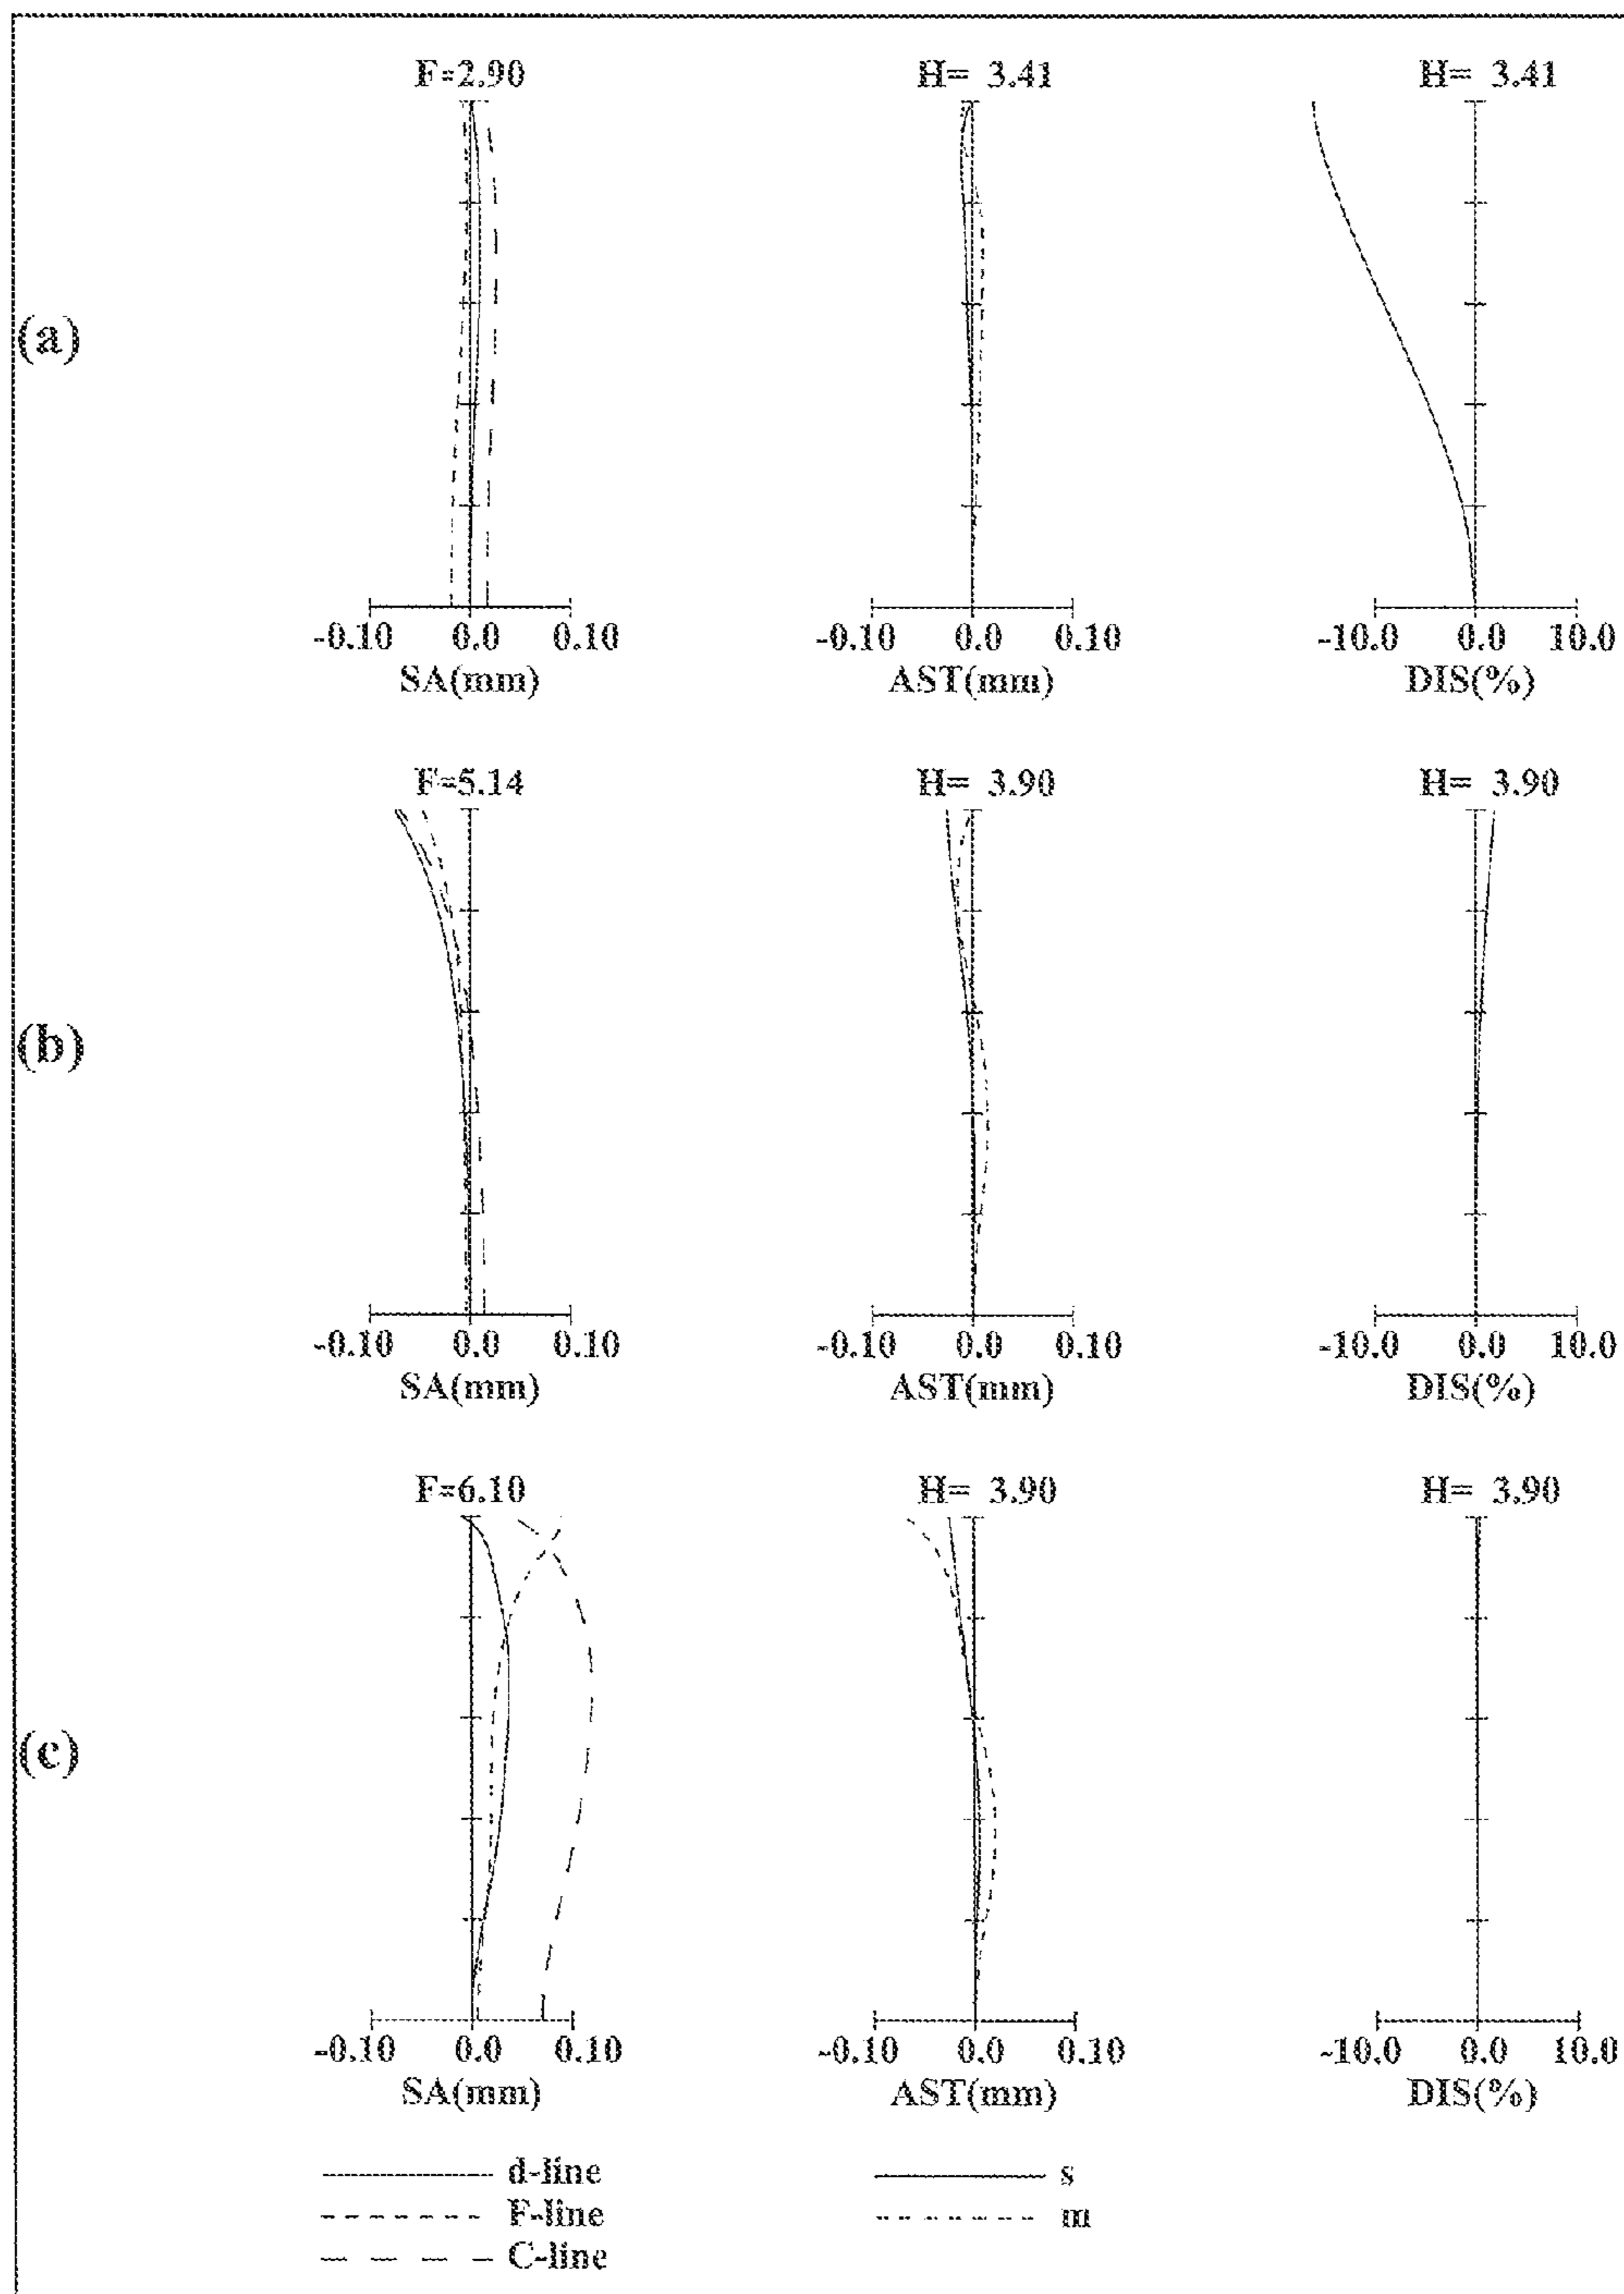 (a)
F=2.90 H= 3.41 H= 3.41
-0.10 0.0 0.10 -0.10 0.0 0.10 -10.0 0.0 10.0
SA(mm) AST(mm) DIS(%)
(b)
F=5.14 H= 3.90 H= 3.90
-0.10 0.0 0.10 -0.10 0.0 0.10 -10.0 0.0 10.0
SA(mm) AST(mm) DIS(%)
(c)
F=6.10 H= 3.90 H= 3.90
-0.10 0.0 0.10 -0.10 0.0 0.10 -10.0 0.0 10.0
SA(mm) AST(mm) DIS(%)
d-line s
F-line m
C-line